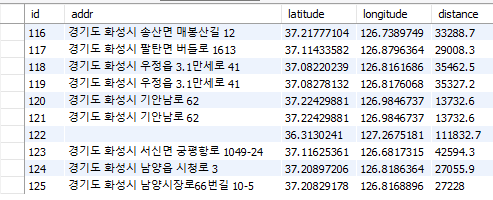 id addr latitude longitude distance
116 경기도 화성시 송산면 매봉산길 12 37.21777104 126.7389749 33288.7
117 경기도 화성시 팔탄면 버들로 1613 37.11433582 126.8796364 29008.3
118 경기도 화성시 우정읍 3.1만세로 41 37.08220239 126.8161686 35462.5
119 경기도 화성시 우정읍 3.1만세로 41 37.08278132 126.8176068 35327.2
120 경기도 화성시 기안남로 62 37.22429881 126.9846737 13732.6
121 경기도 화성시 기안남로 62 37.22429881 126.9846737 13732.6
122 36.3130241 127.2675181 111832.7
123 경기도 화성시 서신면 궁평항로 1049-24 37.11625361 126.6817315 42594.3
124 경기도 화성시 남양읍 시청로 3 37.20897206 126.8186364 27055.9
125 경기도 화성시 남양시장로66번길 10-5 37.20829178 126.8168896 27228